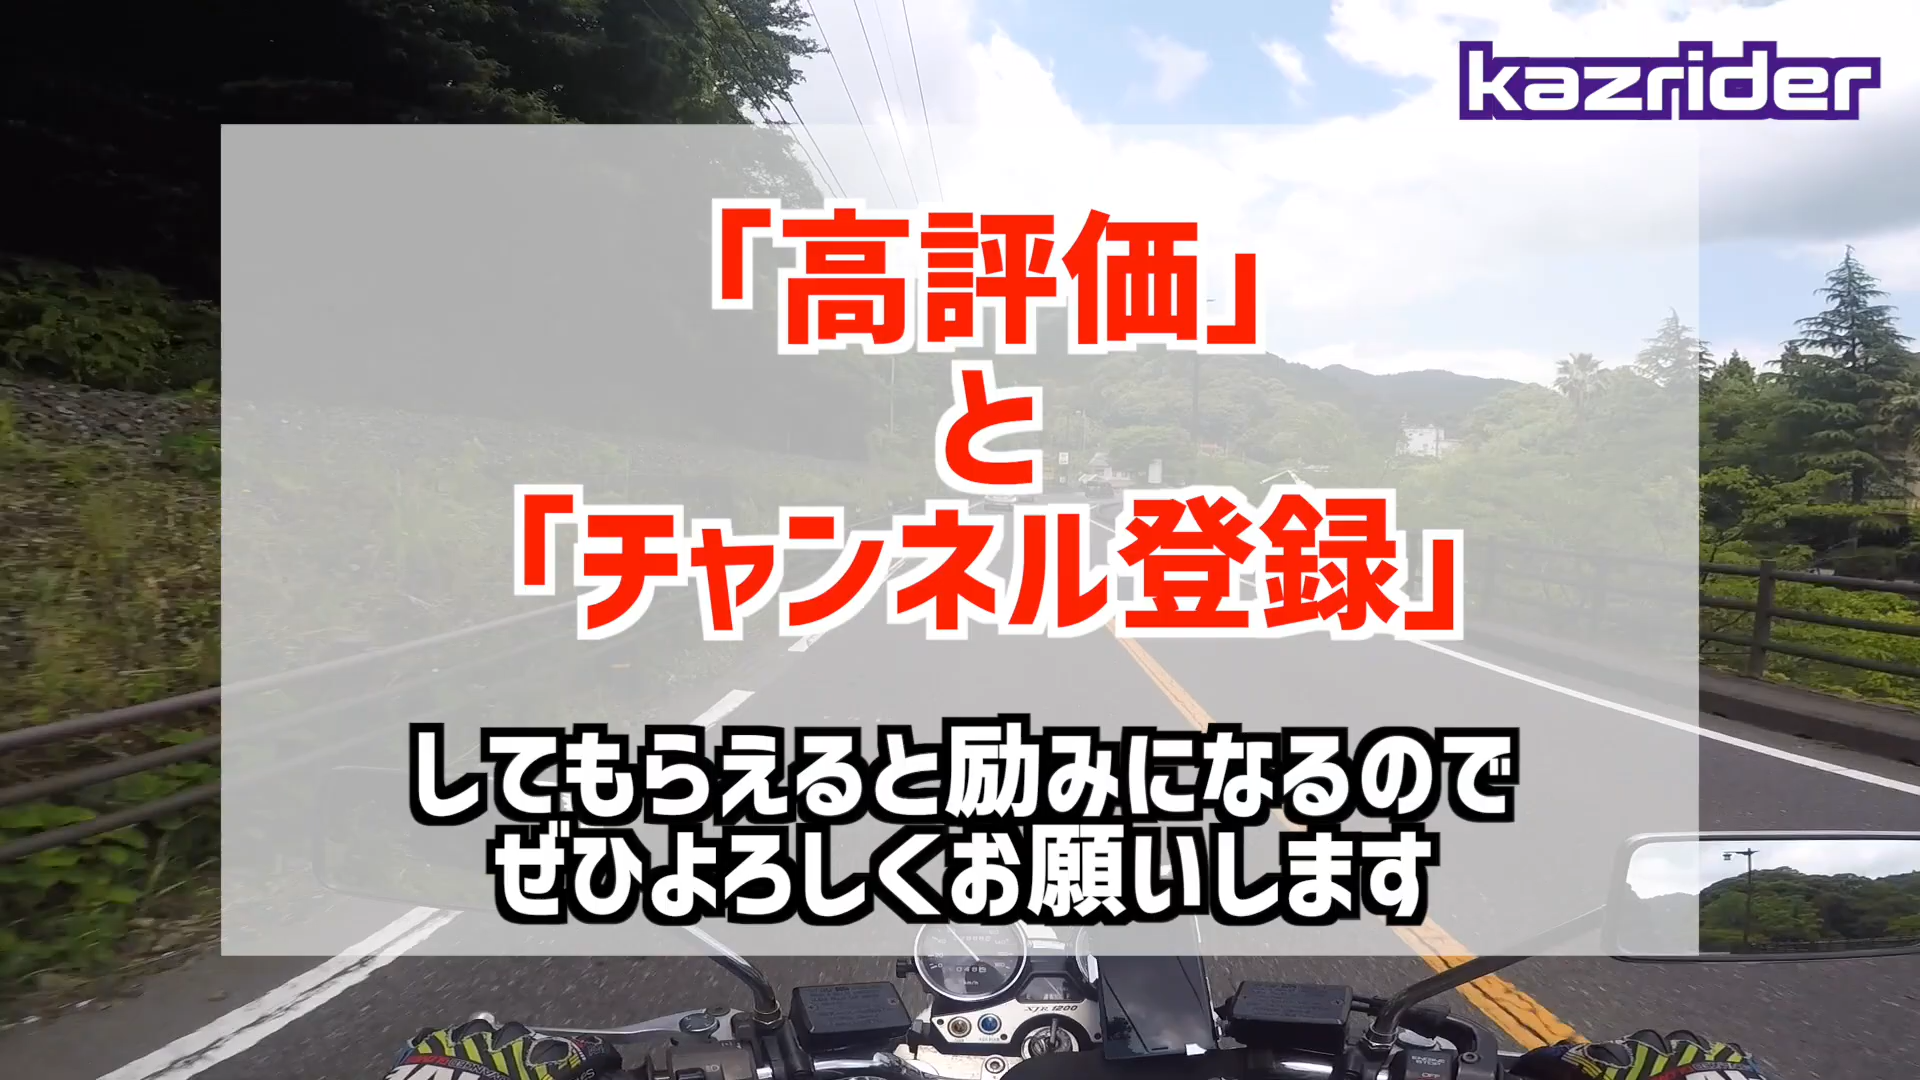 kazrider
「高評価」
と
「チャンネル登録」
してもらえると励みになるので
ぜひよろしくお願いします
XJR 1200